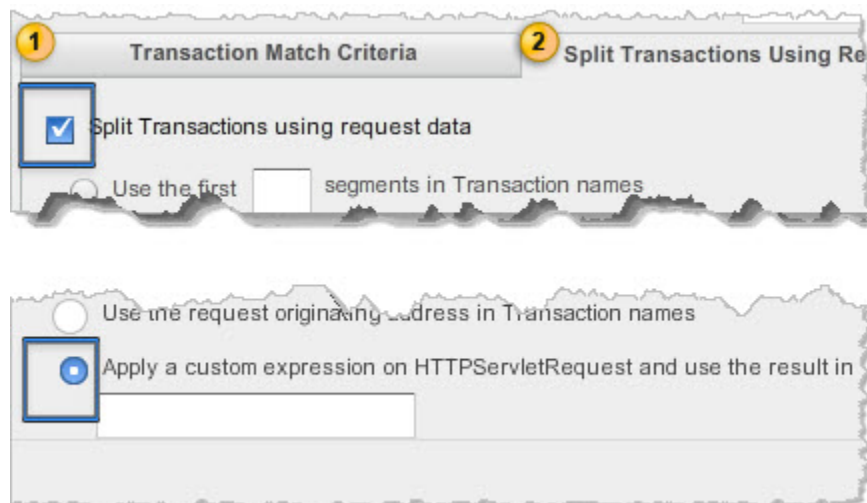 1 Transaction Match Criteria 2 Split Transactions Using Re
Split Transactions using request data
Use the first segments in Transaction names
Use the request originating address in Transaction names
Apply a custom expression on HTTPServletRequest and use the result in